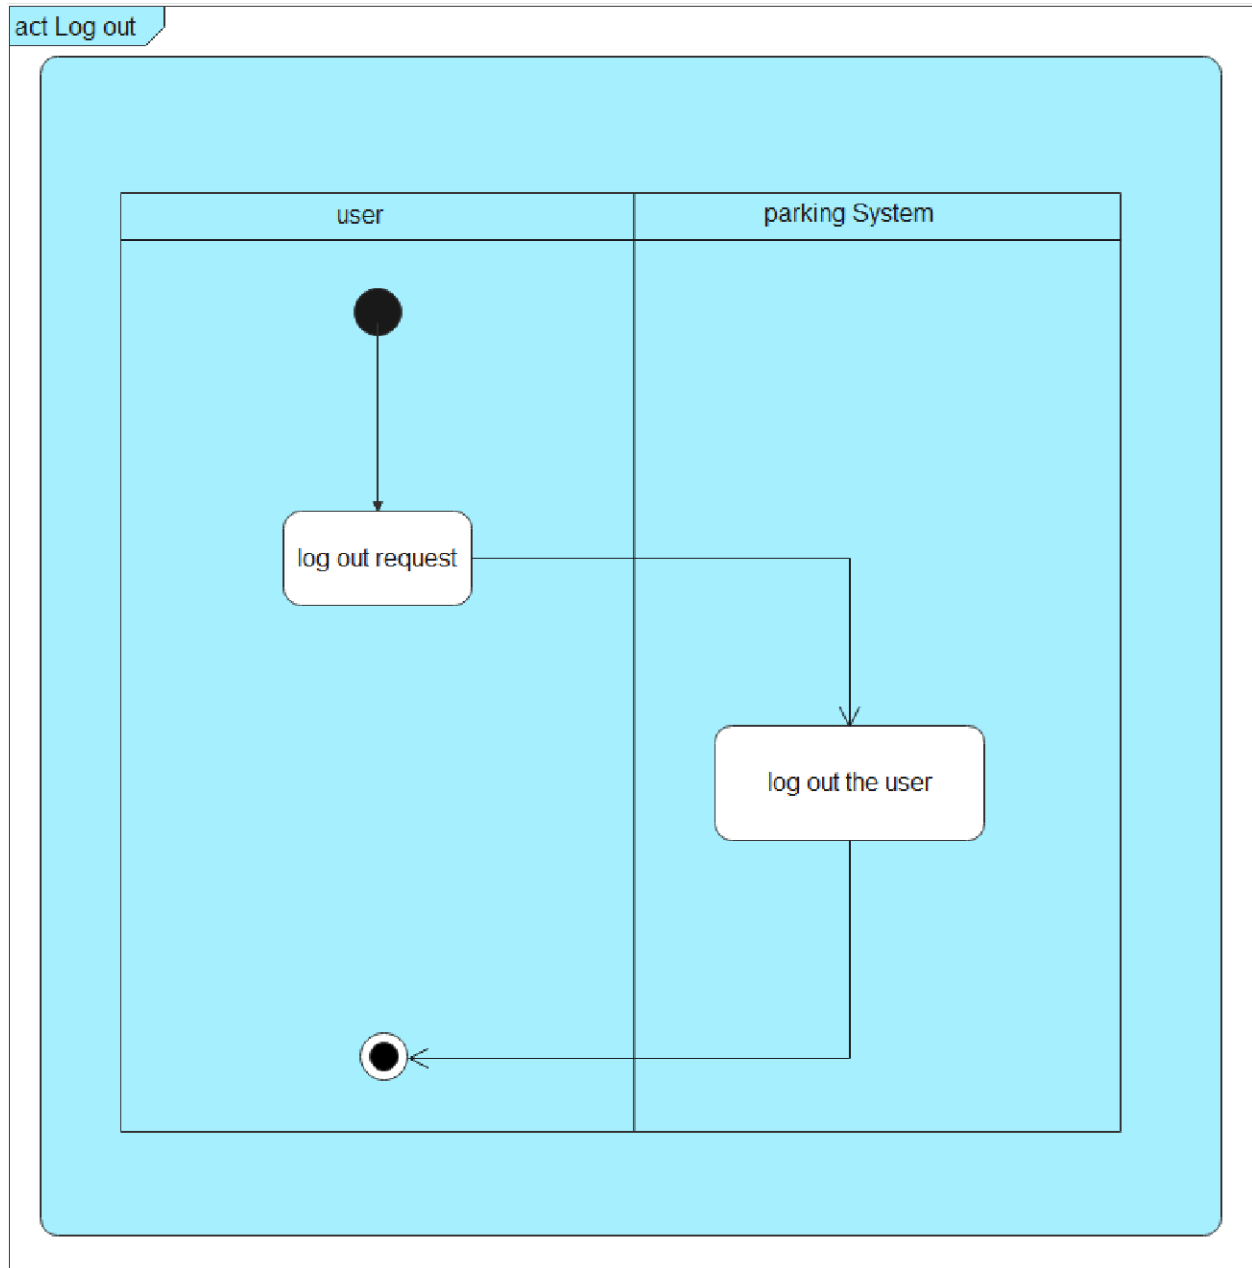 act Log out
user
parking System
log out request
log out the user